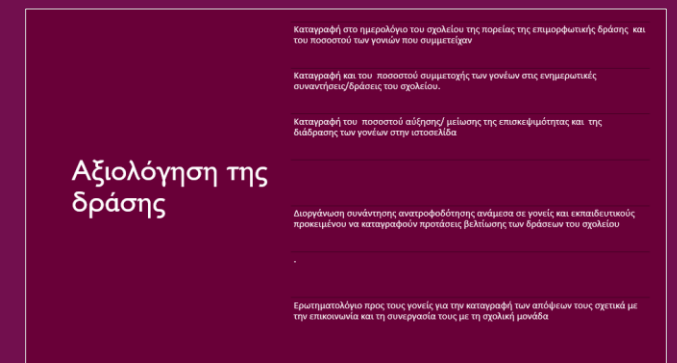 Καταγραφή στο ημερολόγιο του σχολείου της πορείας της επιμορφωτικής δράσης και
του ποσοστού των γονιών που συμμετείχαν
Καταγραφή και του ποσοστού συμμετοχής των γονέων στις ενημερωτικές
συναντήσεις/δράσεις του σχολείου.
Καταγραφή του ποσοστού αύξησης/ μείωσης της επισκεψιμότητας και της
διάδρασης των γονέων στην ιστοσελίδα
Αξιολόγηση της
δράσης
Διοργάνωση συνάντησης ανατροφοδότησης ανάμεσα σε γονείς και εκπαιδευτικούς
προκειμένου να καταγραφούν προτάσεις βελτίωσης των δράσεων του σχολείου
.
Ερωτηματολόγιο προς τους γονείς για την καταγραφή των απόψεων τους σχετικά με
την επικοινωνία και τη συνεργασία τους με τη σχολική μονάδα